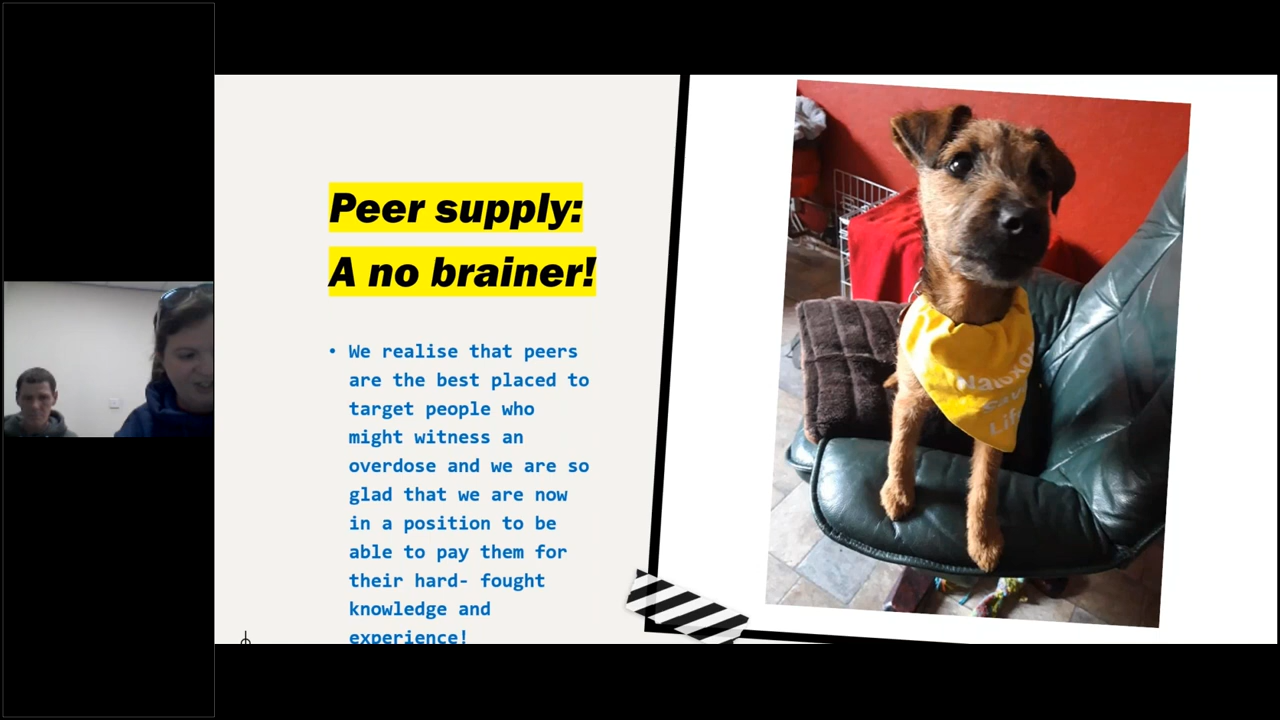 Peer supply:
A no brainer!
• We realise that peers
are the best placed to
target people who
might witness an
overdose and we are so
glad that we are now
in a position to be
able to pay them for
their hard- fought
knowledge and
experience!